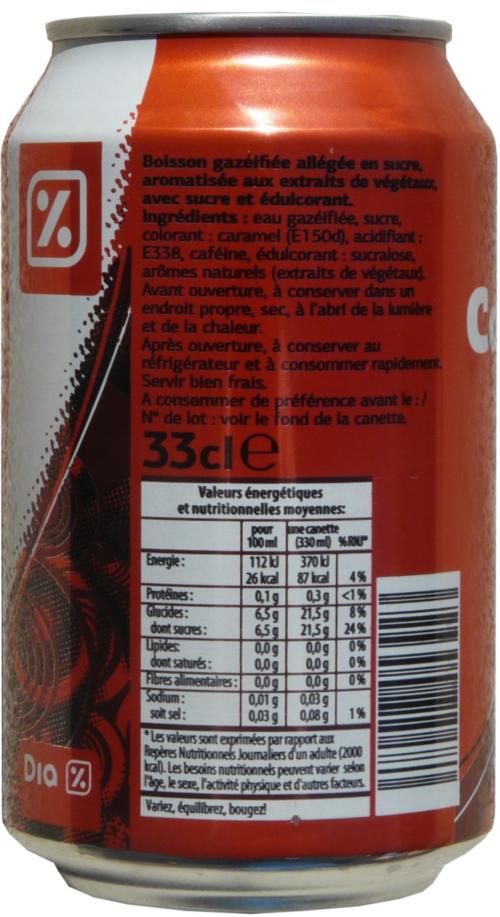 %
Boisson gazéifiée allégée en sucre,
aromatisée aux extraits de végétaux,
avec sucre et édulcorant.
Ingrédients : eau gazéifiée, sucre,
colorant : caramel (E150d), acidifiant :
E338, caféine, édulcorant : sucralose,
arômes naturels (extraits de végétaux).
Avant ouverture, à conserver dans un
endroit propre, sec, à l'abri de la lumière
et de la chaleur.
Après ouverture, à conserver au
réfrigérateur et à consommer rapidement.
Servir bien frais.
A consommer de préférence avant le : /
N° de lot : voir le fond de la canette.
33cl e
Valeurs énergétiques
et nutritionnelles moyennes:
pour une canette
100 ml (330 ml) %RNJ*
Energie : 112 kJ 370 kJ
26 kcal 87 kcal 4%
Protéines : 0,1 g 0,3 g <1%
Glucides : 6,5 g 21,5 g 8%
dont sucres : 6,5 g 21,5 g 24%
Lipides: 0,0 g 0,0 g 0%
dont saturés : 0,0 g 0,0 g 0%
Fibres alimentaires : 0,0 g 0,0 g 0%
Sodium : 0,01 g 0,03 g
soit sel : 0,03 g 0,08 g 1%
* Les valeurs sont exprimées par rapport aux
Repères Nutritionnels Journaliers d'un adulte (2000
kcal). Les besoins nutritionnels peuvent varier selon
l'âge, le sexe, l'activité physique et d'autres facteurs.
Variez, équilibrez, bougez!
Dia %